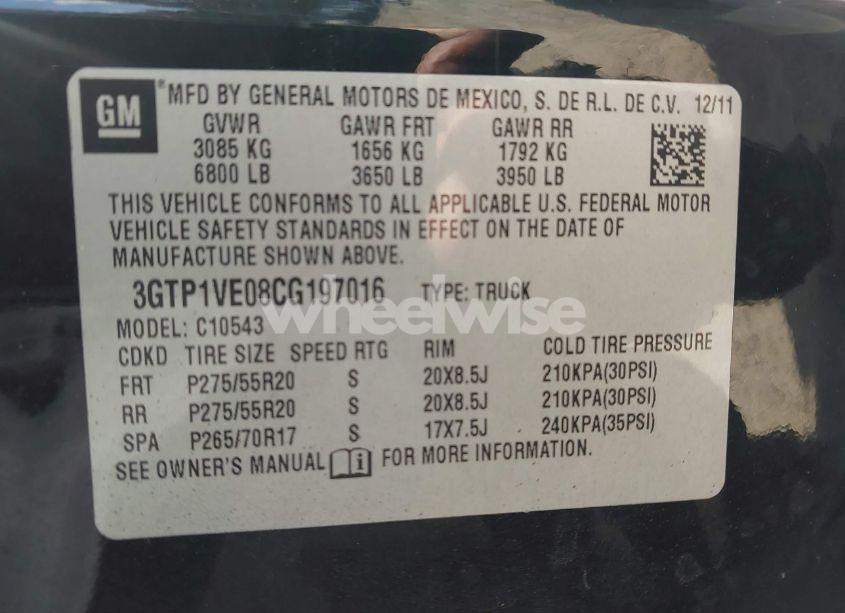 GM
®MFD BY GENERAL MOTORS DE MEXICO, S. DE R.L. DE C.V. 12/11
GVWR GAWR FRT GAWR RR
3085 KG 1656 KG 1792 KG
6800 LB 3650 LB 3950 LB
THIS VEHICLE CONFORMS TO ALL APPLICABLE U.S. FEDERAL MOTOR
VEHICLE SAFETY STANDARDS IN EFFECT ON THE DATE OF
MANUFACTURE SHOWN ABOVE.
3GTP1VE08CG197016 TYPE: TRUCK
wheelwise
MODEL: C10543
CDKD TIRE SIZE SPEED RTG RIM COLD TIRE PRESSURE
FRT P275/55R20 S 20X8.5J 210KPA(30PSI)
RR P275/55R20 S 20X8.5J 210KPA(30PSI)
SPA P265/70R17 S 17X7.5J 240KPA(35PSI)
SEE OWNER'S MANUAL i FOR MORE INFORMATION.